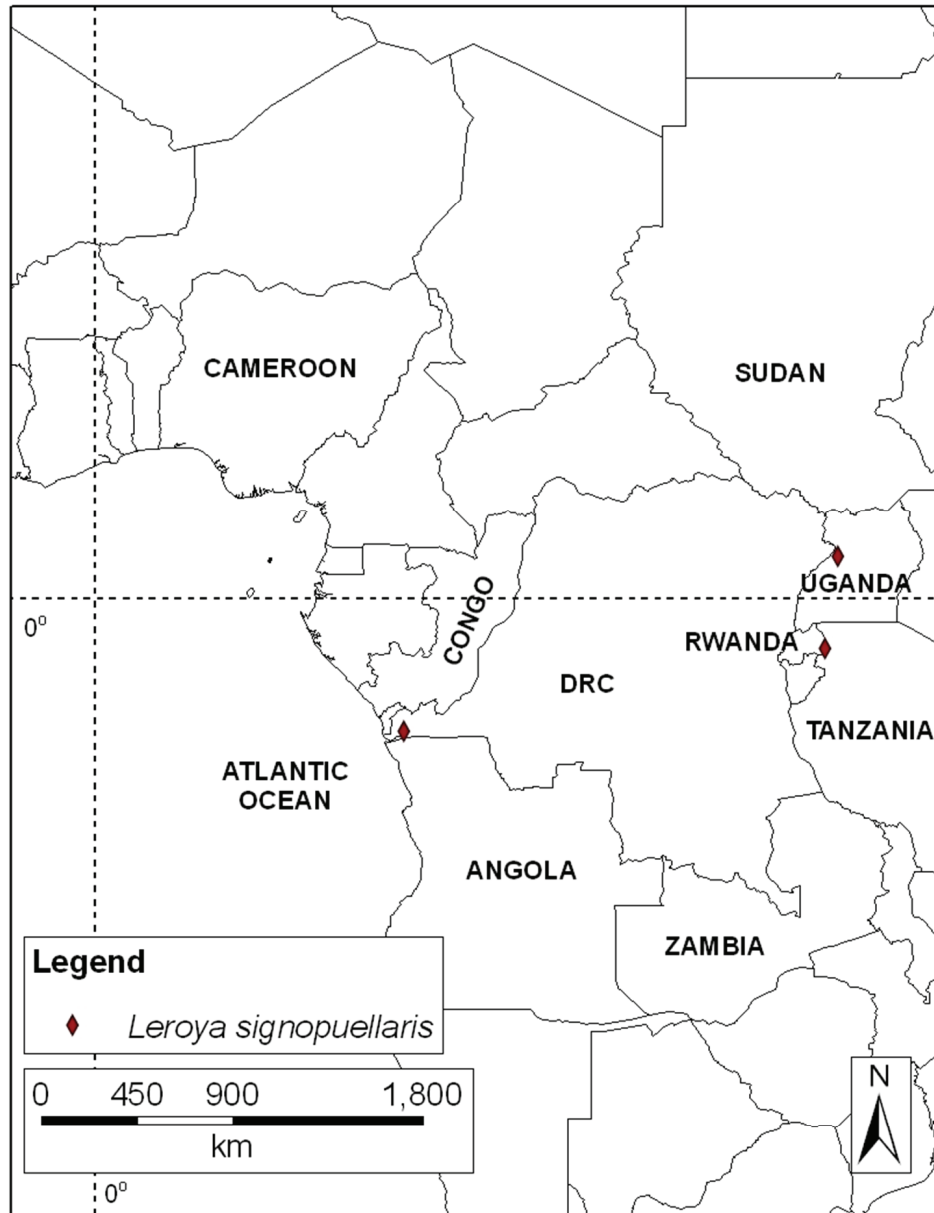 CAMEROON
SUDAN
UGANDA
0°
CONGO
RWANDA
DRC
TANZANIA
ATLANTIC
OCEAN
ANGOLA
ZAMBIA
Legend
Leroya signopuellaris
0 450 900 1,800
km
N
0°